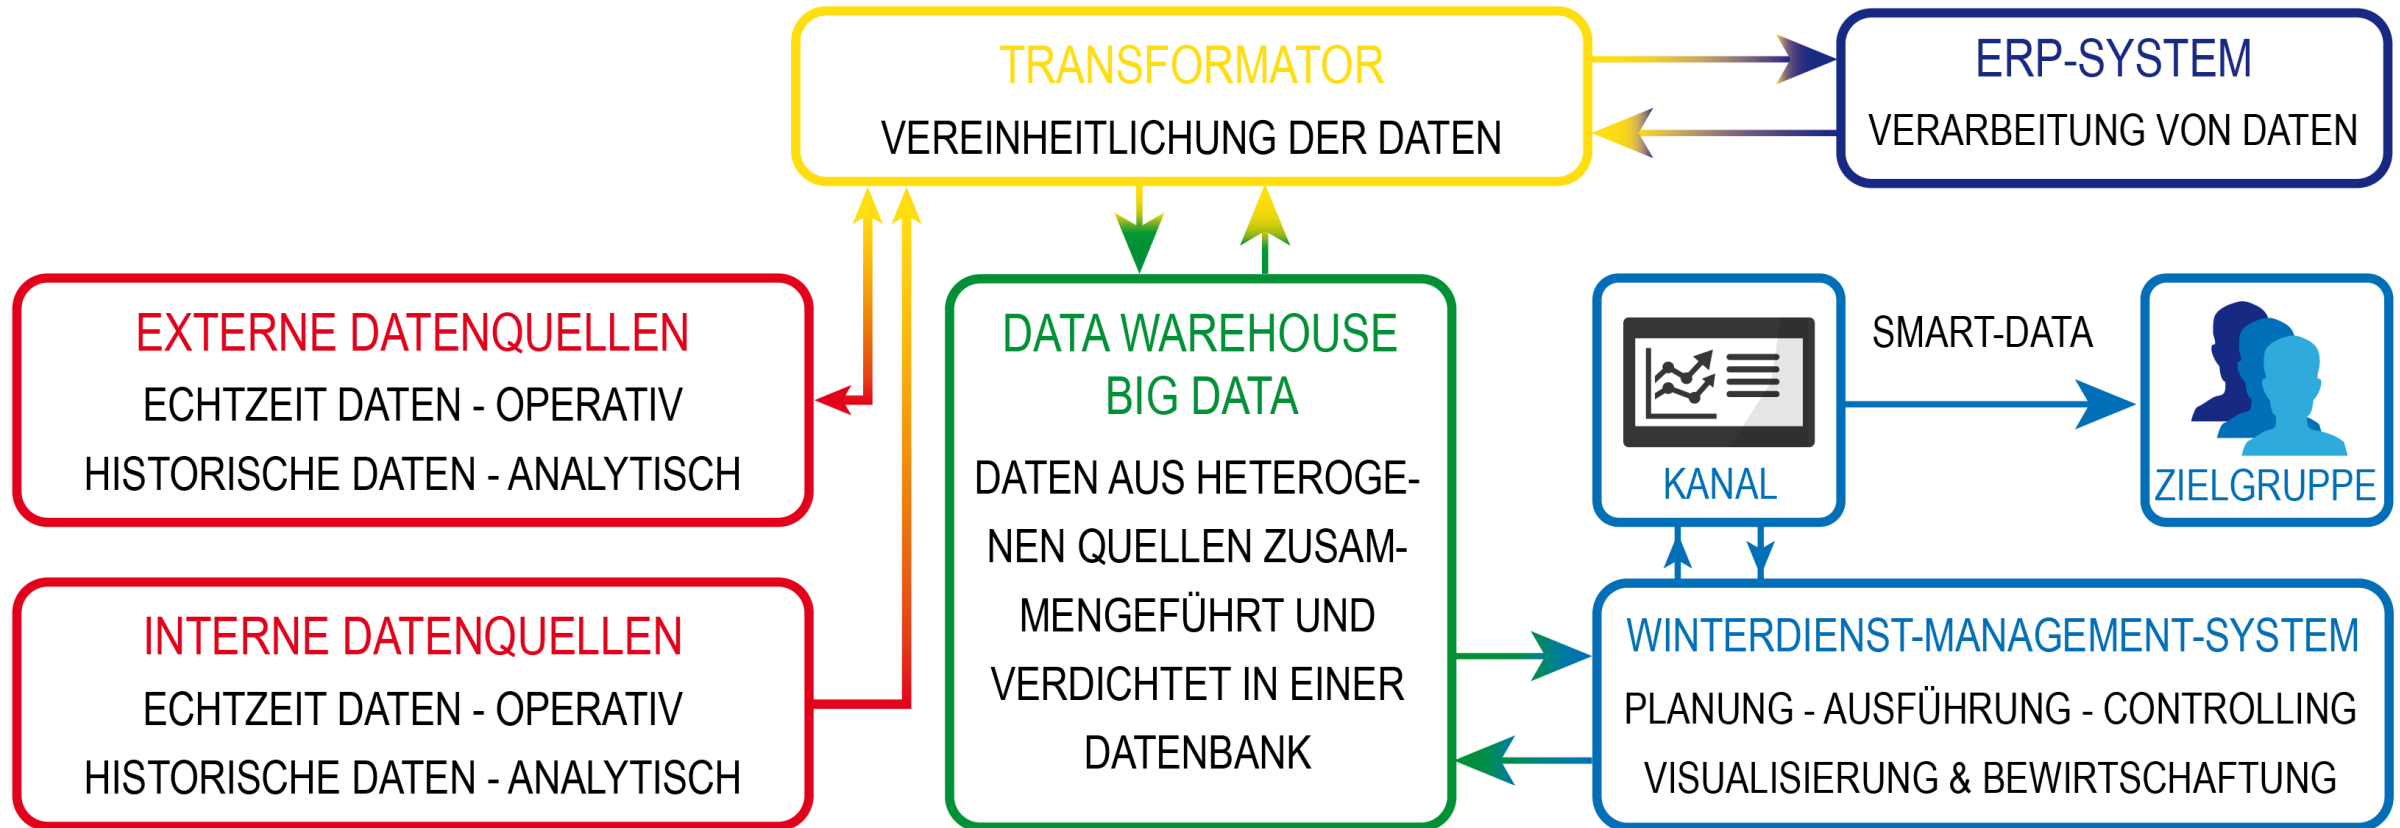 TRANSFORMATOR
VEREINHEITLICHUNG DER DATEN
ERP-SYSTEM
VERARBEITUNG VON DATEN
EXTERNE DATENQUELLEN
ECHTZEIT DATEN - OPERATIV
HISTORISCHE DATEN - ANALYTISCH
INTERNE DATENQUELLEN
ECHTZEIT DATEN - OPERATIV
HISTORISCHE DATEN - ANALYTISCH
DATA WAREHOUSE
BIG DATA
DATEN AUS HETEROGE-
NEN QUELLEN ZUSAM-
MENGEFÜHRT UND
VERDICHTET IN EINER
DATENBANK
KANAL
SMART-DATA
ZIELGRUPPE
WINTERDIENST-MANAGEMENT-SYSTEM
PLANUNG - AUSFÜHRUNG - CONTROLLING
VISUALISIERUNG & BEWIRTSCHAFTUNG